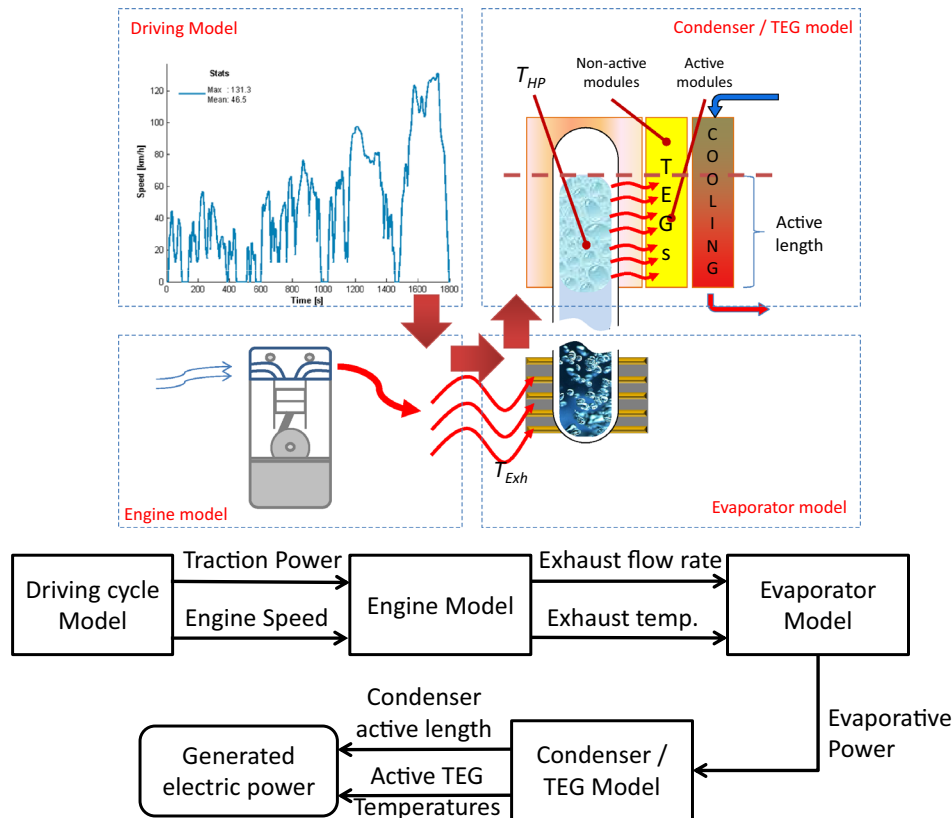 Driving Model
Stats
Max : 131.3
Mean: 46.5
Speed [km/h]
120
100
80
60
40
20
0
0
200
400
600
800
1000
1200
1400
1600
1800
Time [s]
Condenser / TEG model
T_HP
Non-active
modules
Active
modules
TEGs
COOLING
Active
length
Engine model
T_Exh
Evaporator model
Driving cycle
Model
Traction Power
Engine Speed
Engine Model
Exhaust flow rate
Exhaust temp.
Evaporator
Model
Evaporative
Power
Condenser /
TEG Model
Condenser
active length
Active TEG
Temperatures
Generated
electric power